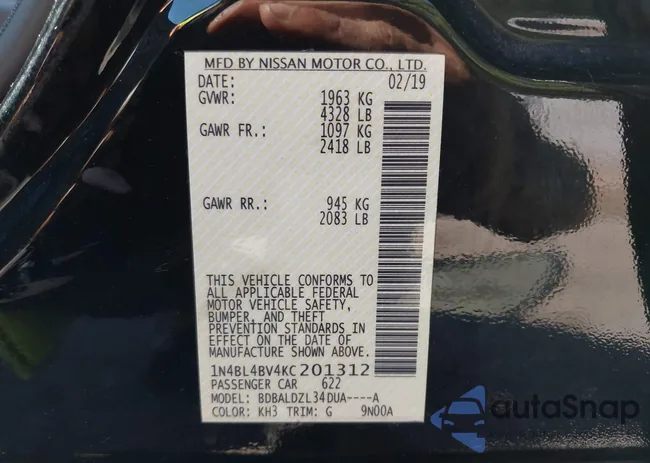 MFD BY NISSAN MOTOR CO., LTD.
DATE: 02/19
GVWR: 1963 KG
4328 LB
GAWR FR.: 1097 KG
2418 LB
GAWR RR.: 945 KG
2083 LB
THIS VEHICLE CONFORMS TO
ALL APPLICABLE FEDERAL
MOTOR VEHICLE SAFETY,
BUMPER, AND THEFT
PREVENTION STANDARDS IN
EFFECT ON THE DATE OF
MANUFACTURE SHOWN ABOVE.
1N4BL4BV4KC201312
PASSENGER CAR 622
MODEL: BDBALDZL34DUA----A
COLOR: KH3 TRIM: G 9N00A
autoSnap